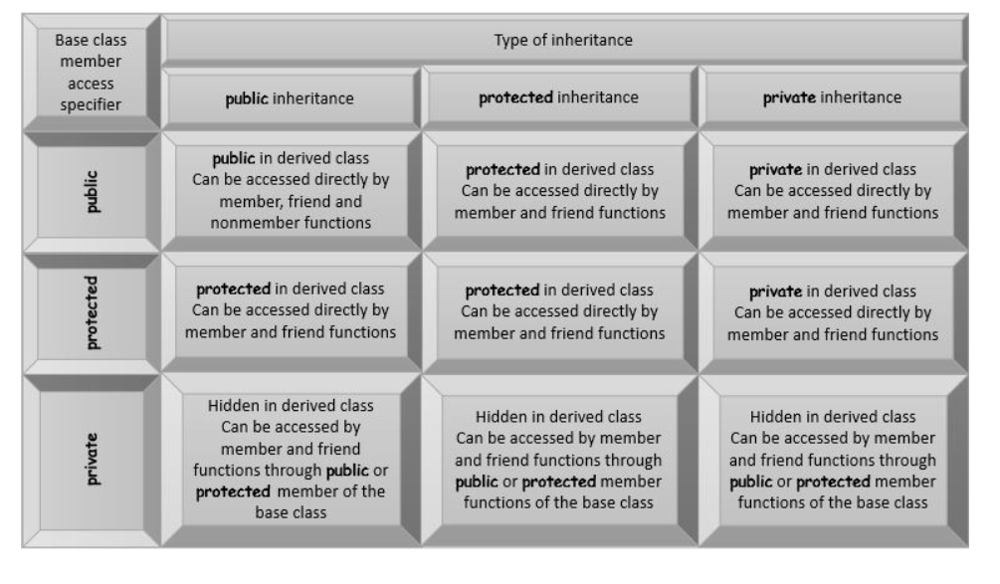 Base class
member
access
specifier
Type of inheritance
public inheritance
protected inheritance
private inheritance
public
public in derived class
Can be accessed directly by
member, friend and
nonmember functions
protected in derived class
Can be accessed directly by
member and friend functions
private in derived class
Can be accessed directly by
member and friend functions
protected
protected in derived class
Can be accessed directly by
member and friend functions
protected in derived class
Can be accessed directly by
member and friend functions
private in derived class
Can be accessed directly by
member and friend functions
private
Hidden in derived class
Can be accessed by
member and friend
functions through public or
protected member of the
base class
Hidden in derived class
Can be accessed by member
and friend functions through
public or protected member
functions of the base class
Hidden in derived class
Can be accessed by member
and friend functions through
public or protected member
functions of the base class